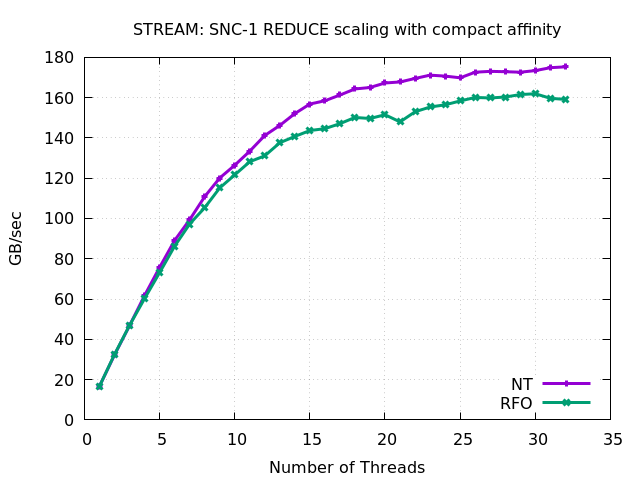 STREAM: SNC-1 REDUCE scaling with compact affinity
180
160
140
120
100
80
60
40
20
0
GB/sec
NT
RFO
0 5 10 15 20 25 30 35
Number of Threads